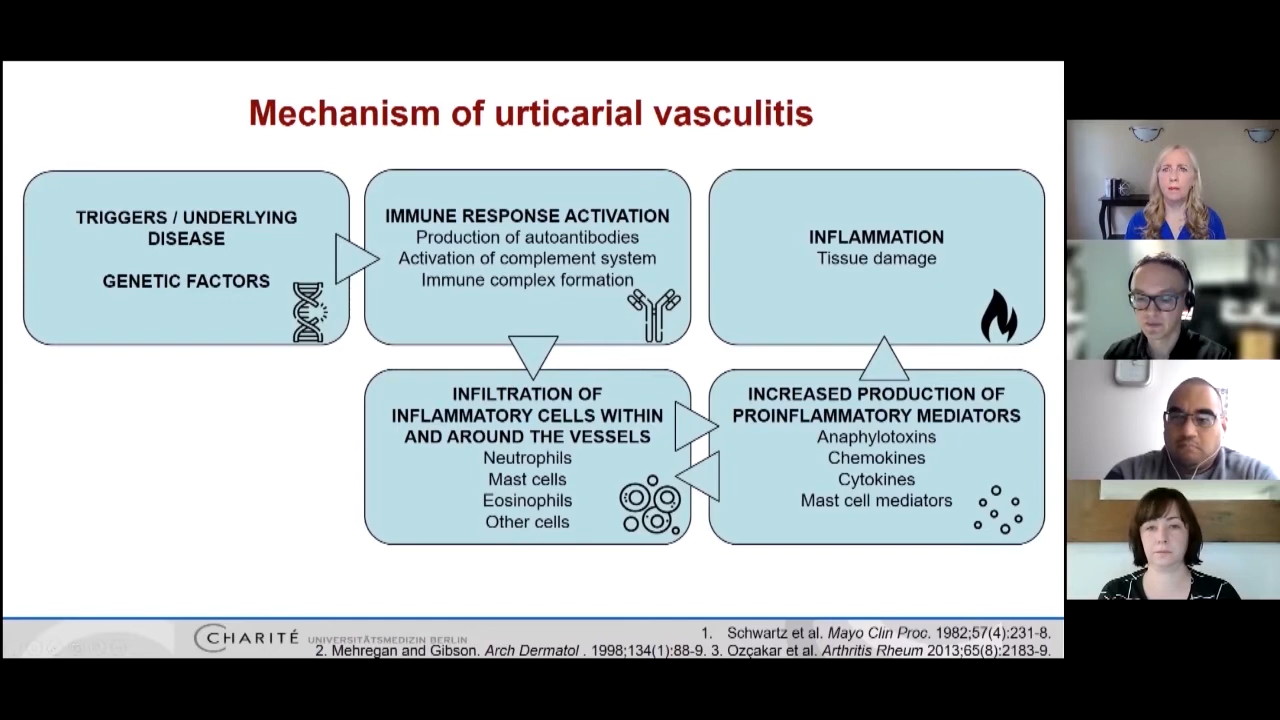 Mechanism of urticarial vasculitis
TRIGGERS / UNDERLYING
DISEASE
GENETIC FACTORS
IMMUNE RESPONSE ACTIVATION
Production of autoantibodies
Activation of complement system
Immune complex formation
INFLAMMATION
Tissue damage
INFILTRATION OF
INFLAMMATORY CELLS WITHIN
AND AROUND THE VESSELS
Neutrophils
Mast cells
Eosinophils
Other cells
INCREASED PRODUCTION OF
PROINFLAMMATORY MEDIATORS
Anaphylotoxins
Chemokines
Cytokines
Mast cell mediators
CHARITÉ UNIVERSITÄTSMEDIZIN BERLIN
1. Schwartz et al. Mayo Clin Proc. 1982;57(4):231-8.
2. Mehregan and Gibson. Arch Dermatol . 1998;134(1):88-9. 3. Ozçakar et al. Arthritis Rheum 2013;65(8):2183-9.